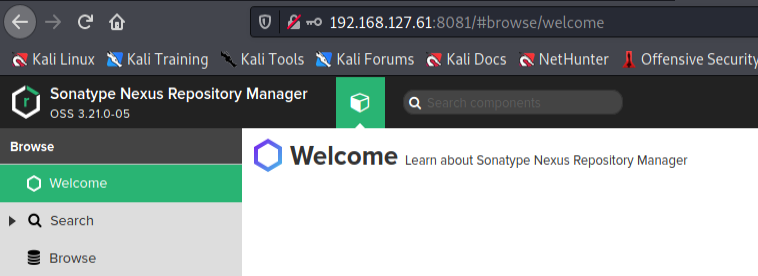 192.168.127.61:8081/#browse/welcome
Kali Linux Kali Training Kali Tools Kali Forums Kali Docs NetHunter Offensive Security
Sonatype Nexus Repository Manager
OSS 3.21.0-05
Search components
Browse
Welcome
Welcome Learn about Sonatype Nexus Repository Manager
Search
Browse